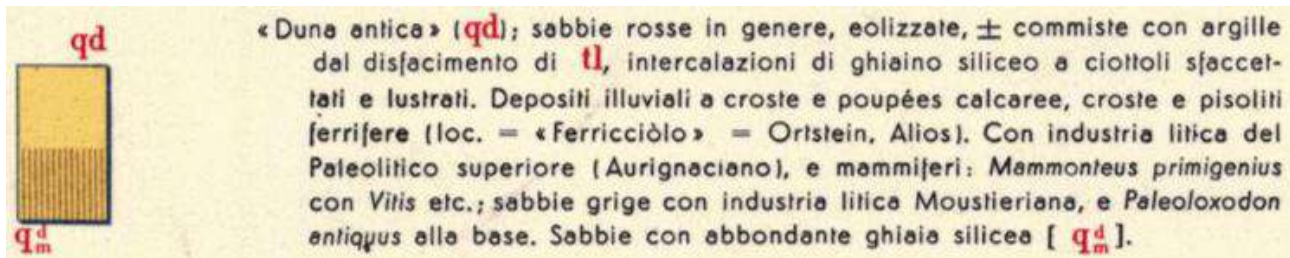 qd
«Duna antica» (qd); sabbie rosse in genere, eolizzate, ± commiste con argille
dal disfacimento di tl, intercalazioni di ghiaino siliceo a ciottoli sfaccet-
tati e lustrati. Depositi illuviali a croste e poupées calcaree, croste e pisoliti
ferrifere (loc. = «Ferricciòlo» = Ortstein, Alios). Con industria litica del
Paleolitico superiore (Aurignaciano), e mammiferi: Mammonteus primigenius
con Vitis etc.; sabbie grige con industria litica Moustieriana, e Paleoloxodon
antiquus alla base. Sabbie con abbondante ghiaia silicea [ qᵈₘ ].
qᵈₘ